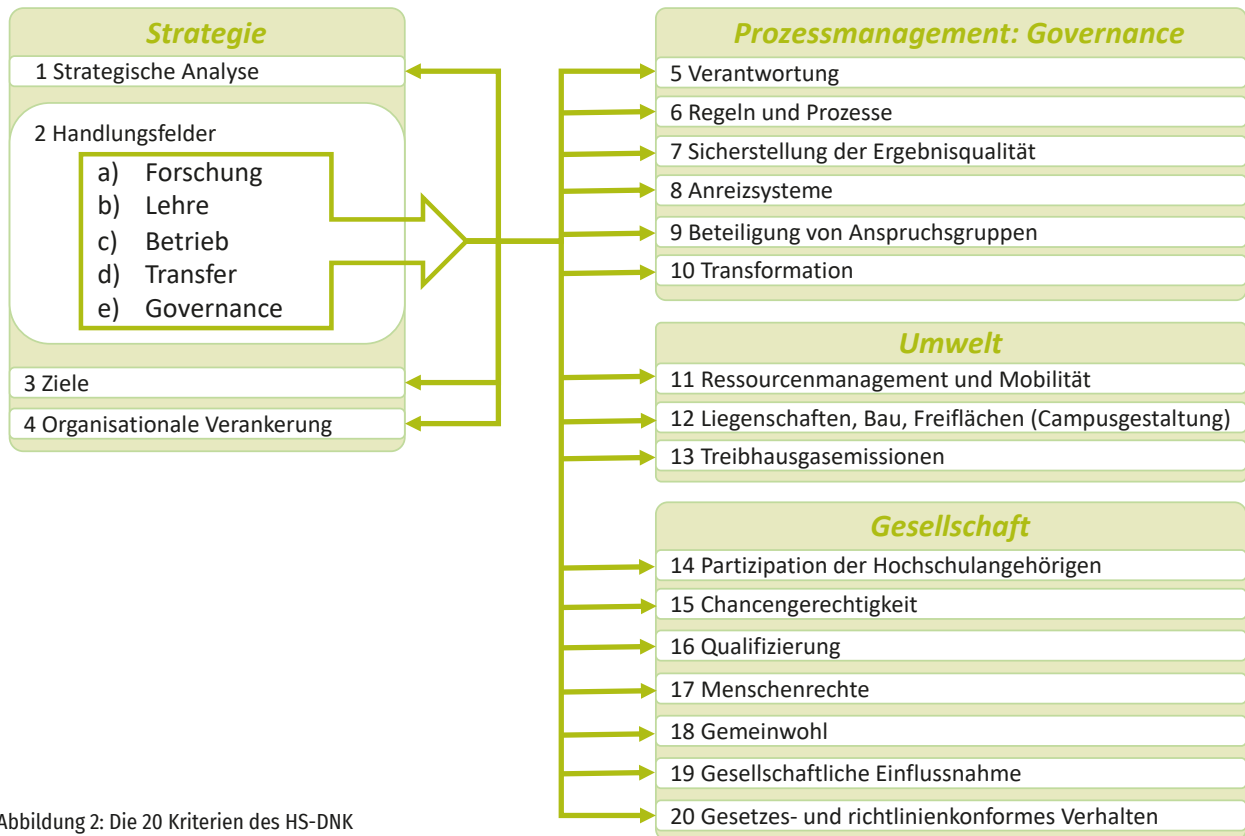 Strategie
1 Strategische Analyse
2 Handlungsfelder
a) Forschung
b) Lehre
c) Betrieb
d) Transfer
e) Governance
3 Ziele
4 Organisationale Verankerung
Prozessmanagement: Governance
5 Verantwortung
6 Regeln und Prozesse
7 Sicherstellung der Ergebnisqualität
8 Anreizsysteme
9 Beteiligung von Anspruchsgruppen
10 Transformation
Umwelt
11 Ressourcenmanagement und Mobilität
12 Liegenschaften, Bau, Freiflächen (Campusgestaltung)
13 Treibhausgasemissionen
Gesellschaft
14 Partizipation der Hochschulangehörigen
15 Chancengerechtigkeit
16 Qualifizierung
17 Menschenrechte
18 Gemeinwohl
19 Gesellschaftliche Einflussnahme
20 Gesetzes- und richtlinienkonformes Verhalten
Abbildung 2: Die 20 Kriterien des HS-DNK